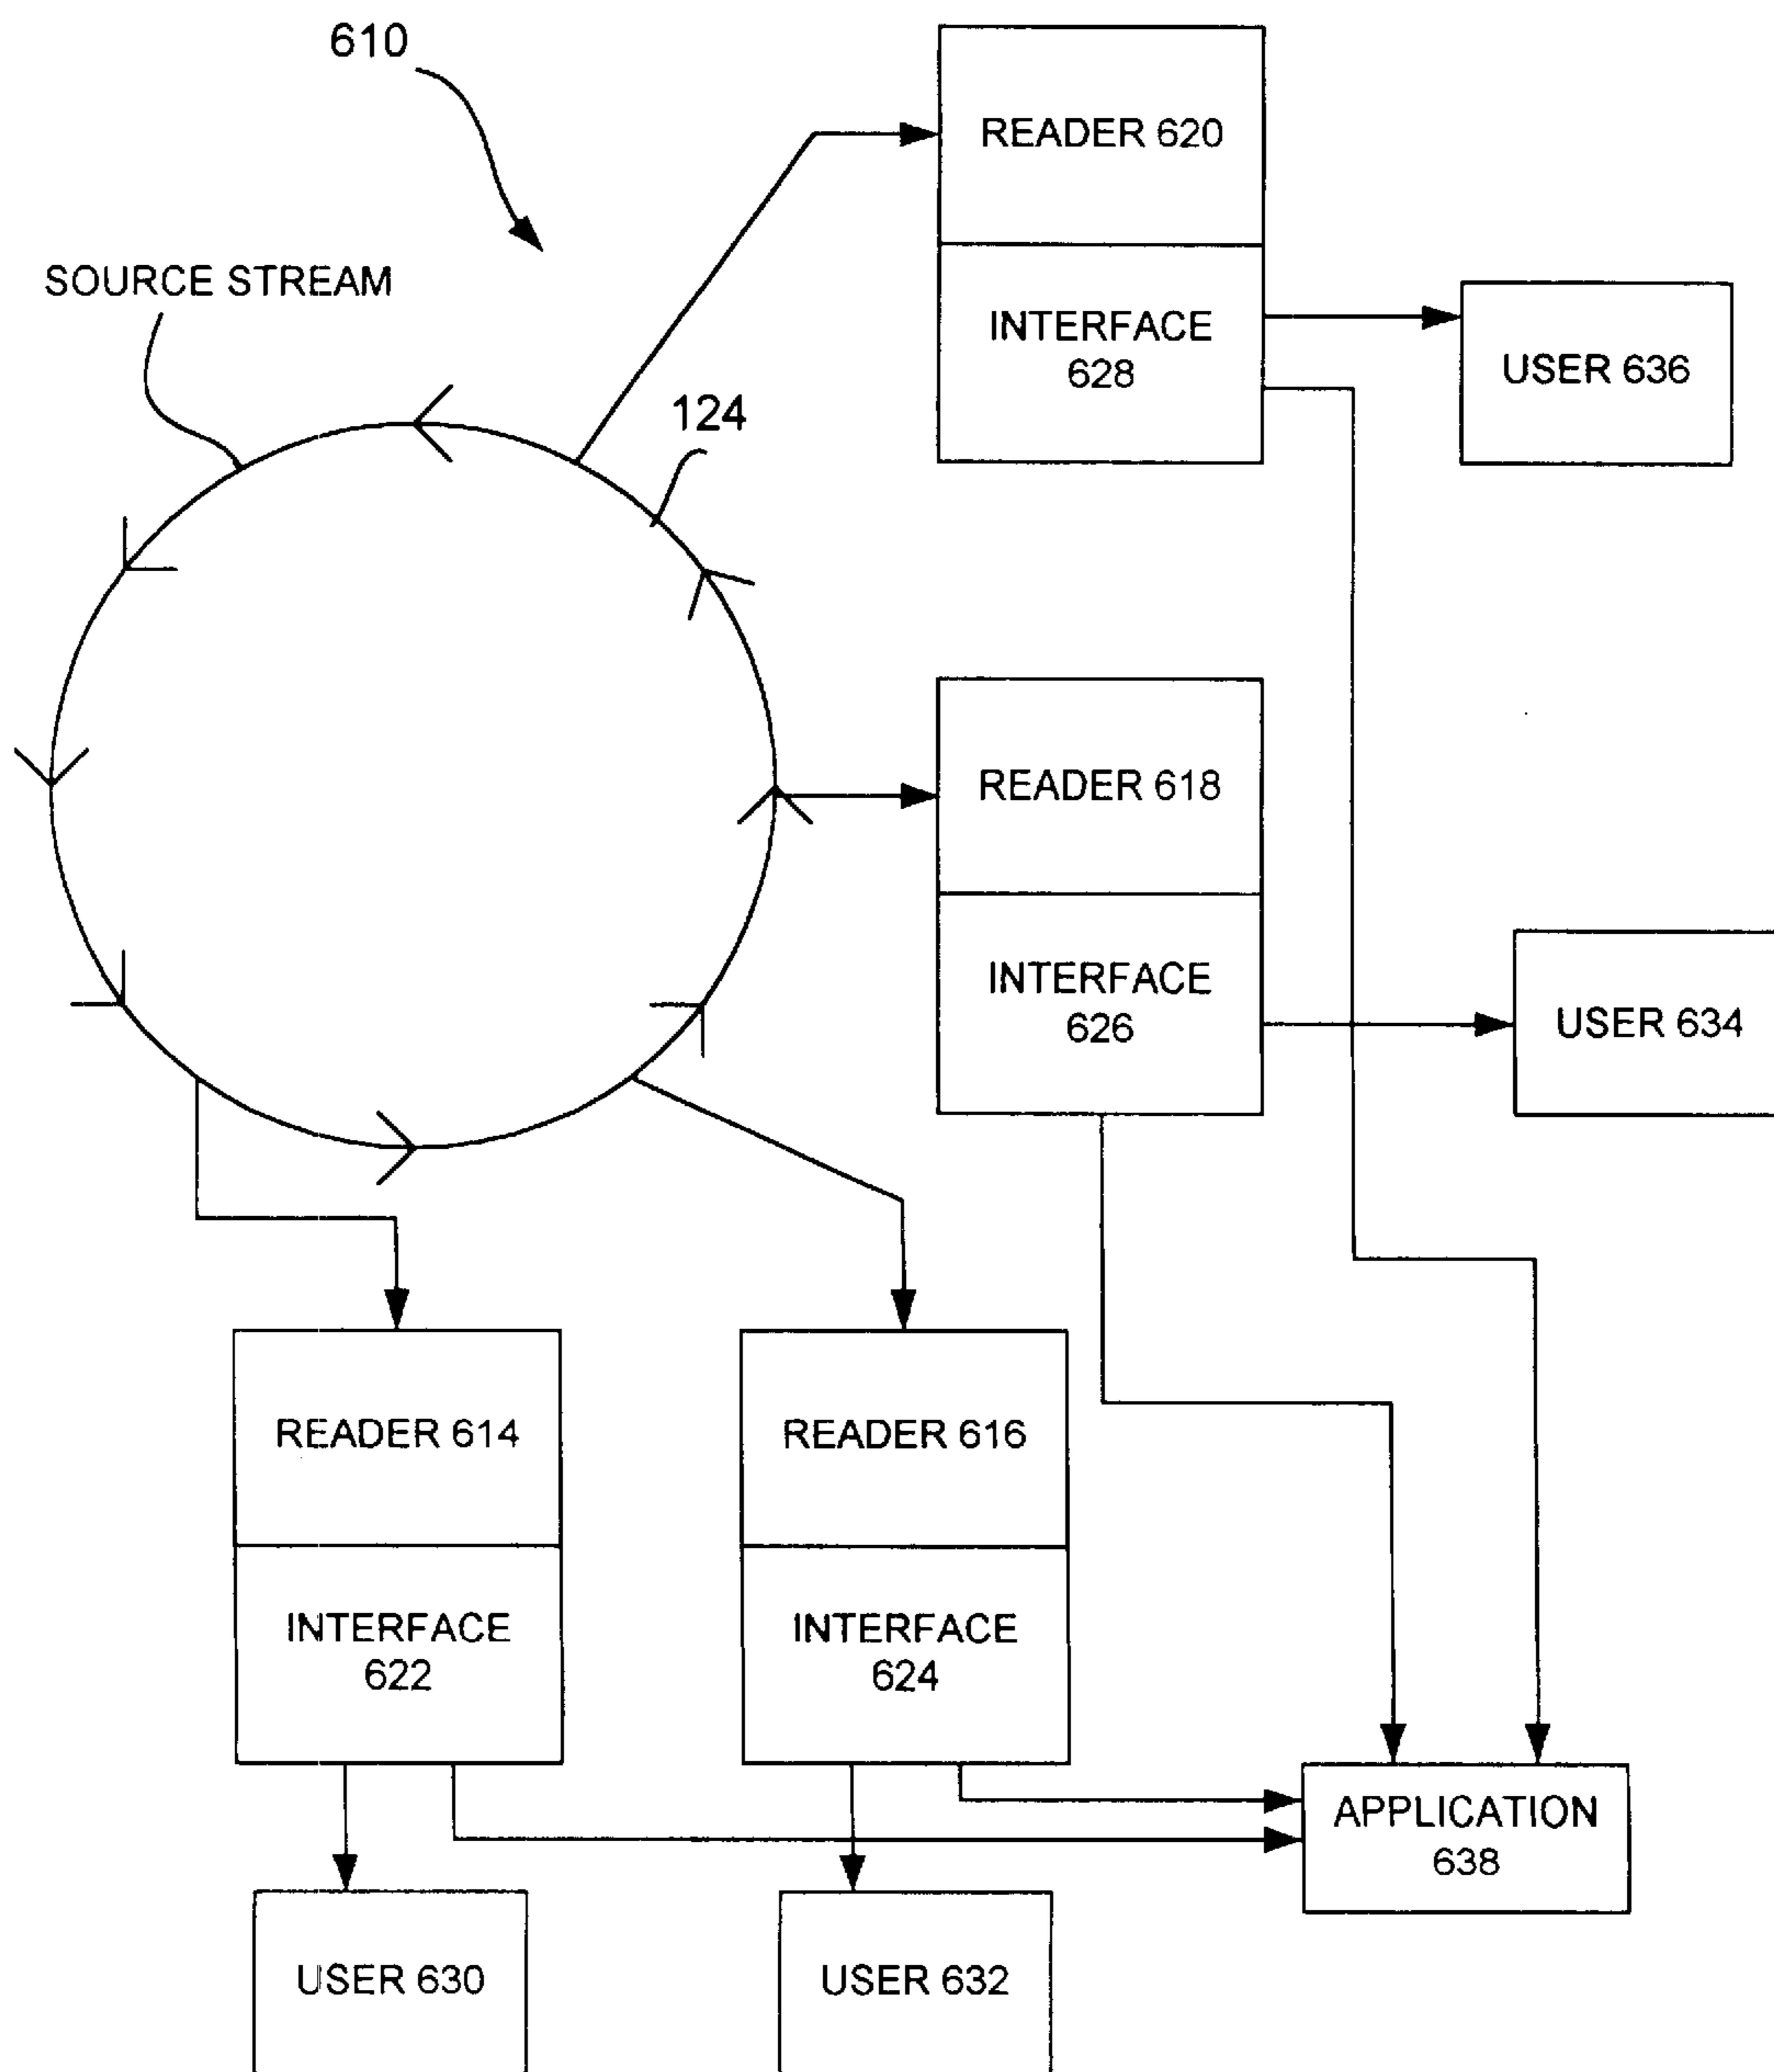 610
READER 620
SOURCE STREAM
INTERFACE
628
USER 636
124
READER 618
INTERFACE
626
USER 634
READER 614
READER 616
INTERFACE
622
INTERFACE
624
APPLICATION
638
USER 630
USER 632